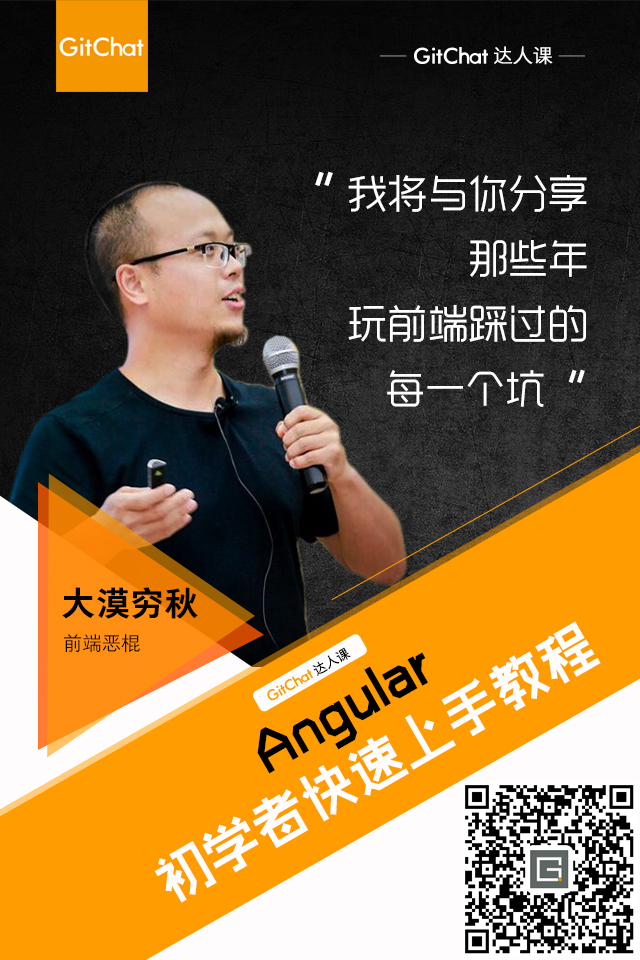 GitChat
GitChat 达人课
"我将与你分享
那些年
玩前端踩过的
每一个坑"
大漠穷秋
前端恶棍
GitChat 达人课
Angular
初学者快速上手教程